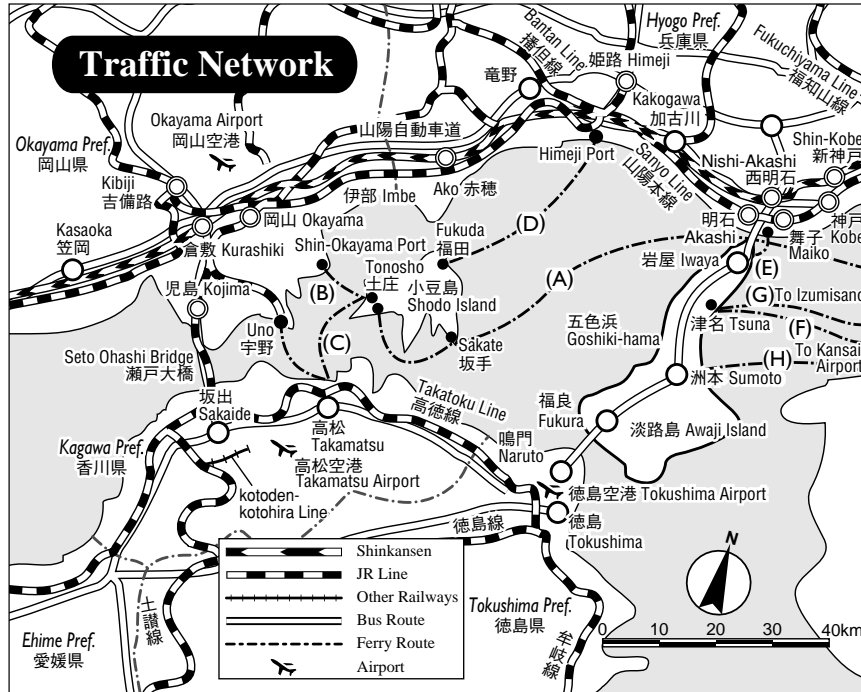 Traffic Network
Bantan Line
播但線
Hyogo Pref.
兵庫県
Fukuchiyama Line
福知山線
姫路 Himeji
竜野
Kakogawa
加古川
Okayama Airport
岡山空港
山陽自動車道
Okayama Pref.
岡山県
Himeji Port
Sanyo Line
山陽本線
Nishi-Akashi
西明石
Shin-Kobe
新神戸
Kibiji
吉備路
伊部 Imbe
Ako 赤穂
Kasaoka
笠岡
岡山 Okayama
倉敷 Kurashiki
Shin-Okayama Port
Fukuda
福田
(D)
明石
Akashi
舞子
Maiko
神戸
Kobe
岩屋 Iwaya
(E)
児島 Kojima
(B)
Tonosho
土庄
小豆島
Shodo Island
(A)
(G)
To Izumisano
津名 Tsuna
(F)
Uno
宇野
(C)
Sakate
坂手
五色浜
Goshiki-hama
To Kansai
Airport
(H)
Seto Ohashi Bridge
瀬戸大橋
洲本 Sumoto
坂出
Sakaide
Takatoku Line
高徳線
福良
Fukura
淡路島 Awaji Island
Kagawa Pref.
香川県
高松
Takamatsu
高松空港
Takamatsu Airport
鳴門
Naruto
kotoden-
kotohira Line
徳島空港 Tokushima Airport
徳島線
徳島
Tokushima
Shinkansen
JR Line
Other Railways
Bus Route
Ferry Route
Airport
土讃線
Ehime Pref.
愛媛県
Tokushima Pref.
徳島県
牟岐線
N
0 10 20 30 40km